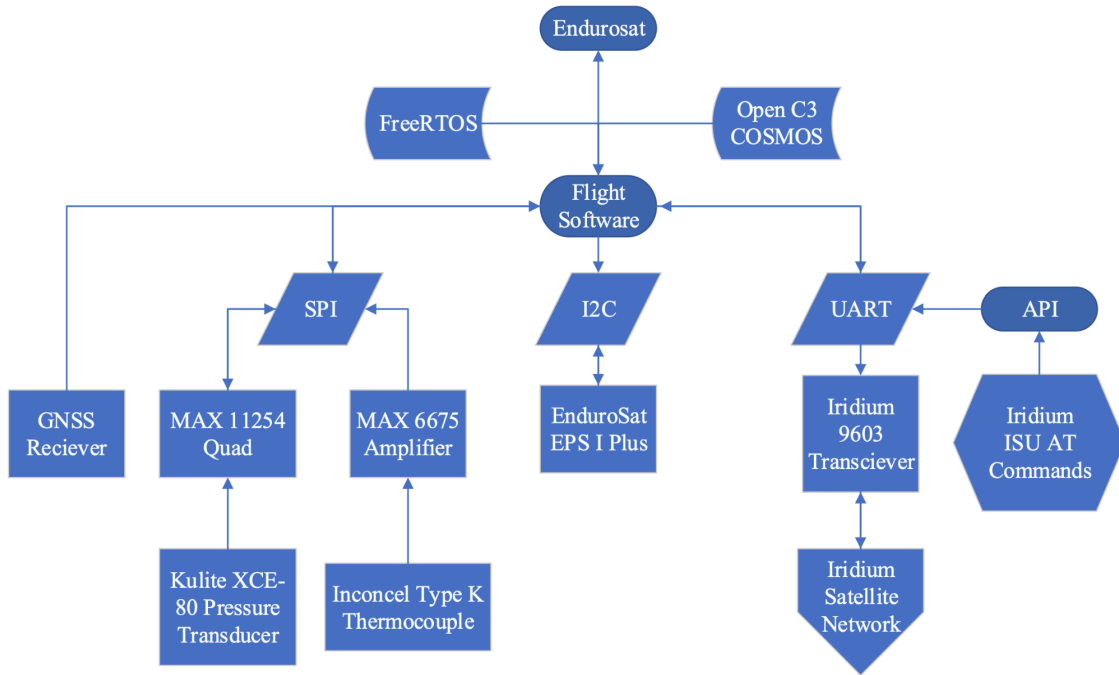 Endurosat
FreeRTOS
Open C3
COSMOS
Flight
Software
SPI
I2C
UART
API
GNSS
Reciever
MAX 11254
Quad
MAX 6675
Amplifier
EnduroSat
EPS I Plus
Iridium
9603
Transciever
Iridium
ISU AT
Commands
Kulite XCE-
80 Pressure
Transducer
Inconcel Type K
Thermocouple
Iridium
Satellite
Network